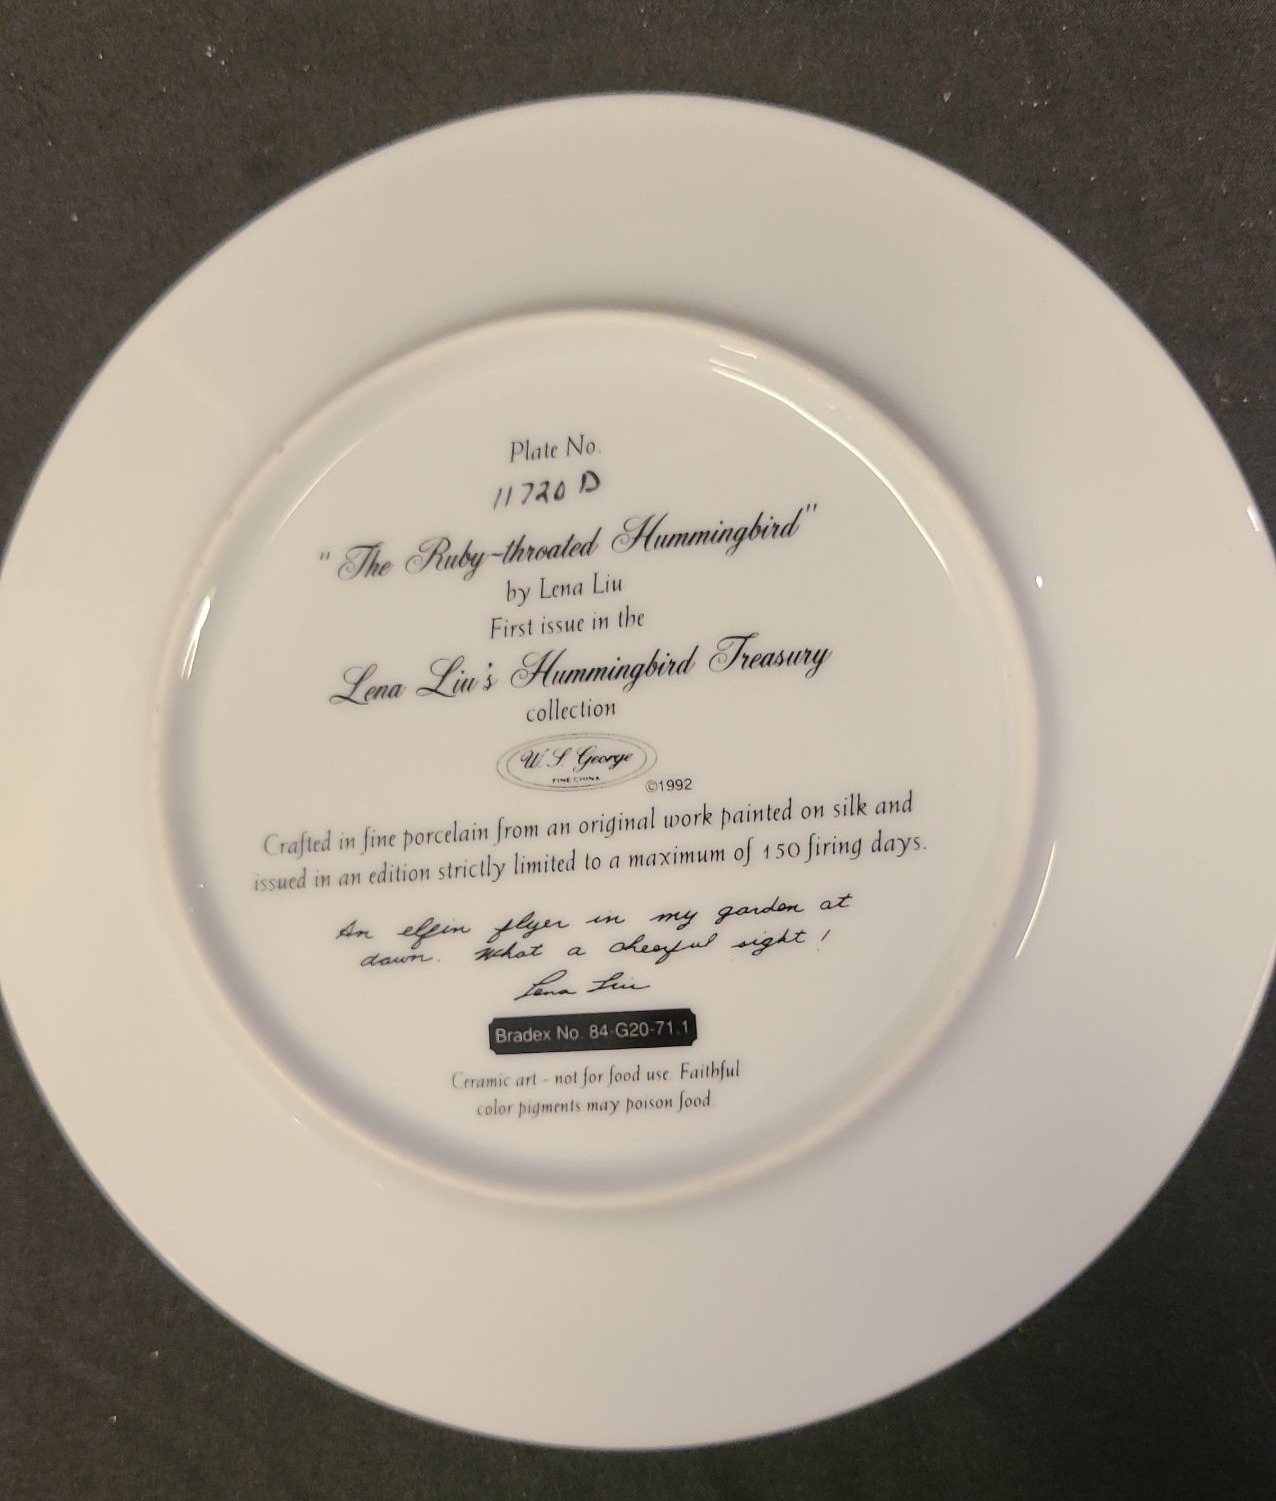 Plate No.
11720 D
"The Ruby-throated Hummingbird"
by Lena Liu
First issue in the
Lena Liu's Hummingbird Treasury
collection
W. S. George
FINE CHINA
©1992
Crafted in fine porcelain from an original work painted on silk and
issued in an edition strictly limited to a maximum of 150 firing days.
An elfin flyer in my garden at
dawn. What a cheerful sight!
Lena Liu
Bradex No. 84-G20-71.1
Ceramic art - not for food use. Faithful
color pigments may poison food.